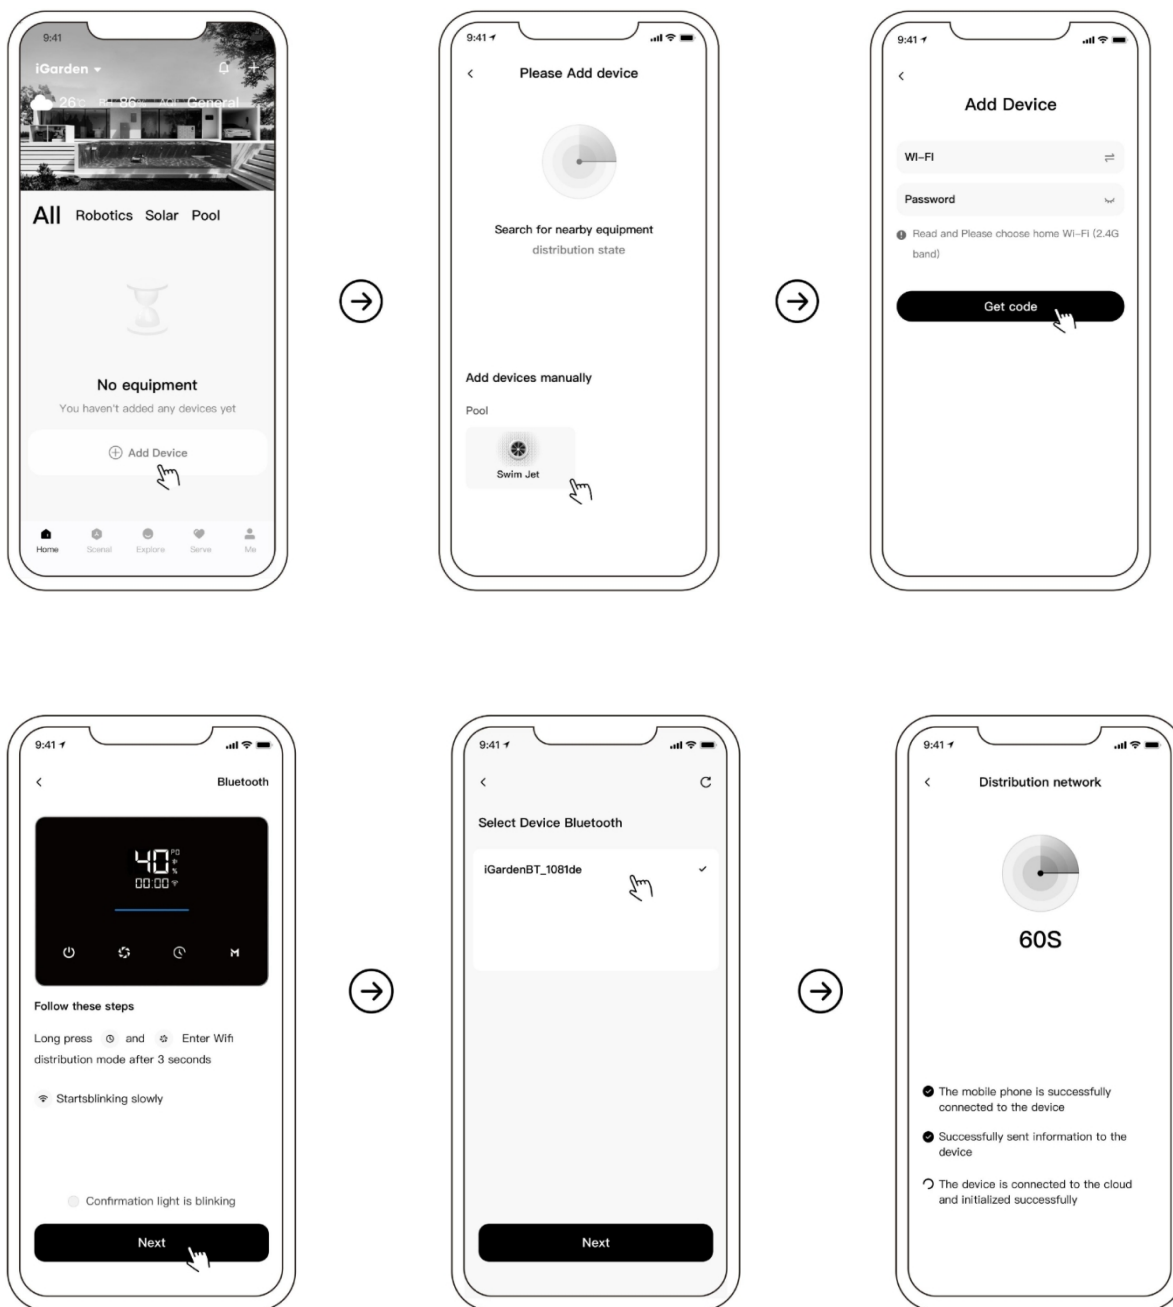 9:41
iGarden
26°C RH 86% AQI General
All Robotics Solar Pool
No equipment
You haven't added any devices yet
Add Device
Home Scenal Explore Serve Me
9:41
Please Add device
Search for nearby equipment
distribution state
Add devices manually
Pool
Swim Jet
9:41
Add Device
WI-FI
Password
Read and Please choose home Wi-Fi (2.4G
band)
Get code
9:41
Bluetooth
40 %
00:00
M
Follow these steps
Long press and Enter Wifi
distribution mode after 3 seconds
Startsblinking slowly
Confirmation light is blinking
Next
9:41
Select Device Bluetooth
iGardenBT_1081de
Next
9:41
Distribution network
60S
The mobile phone is successfully
connected to the device
Successfully sent information to the
device
The device is connected to the cloud
and initialized successfully